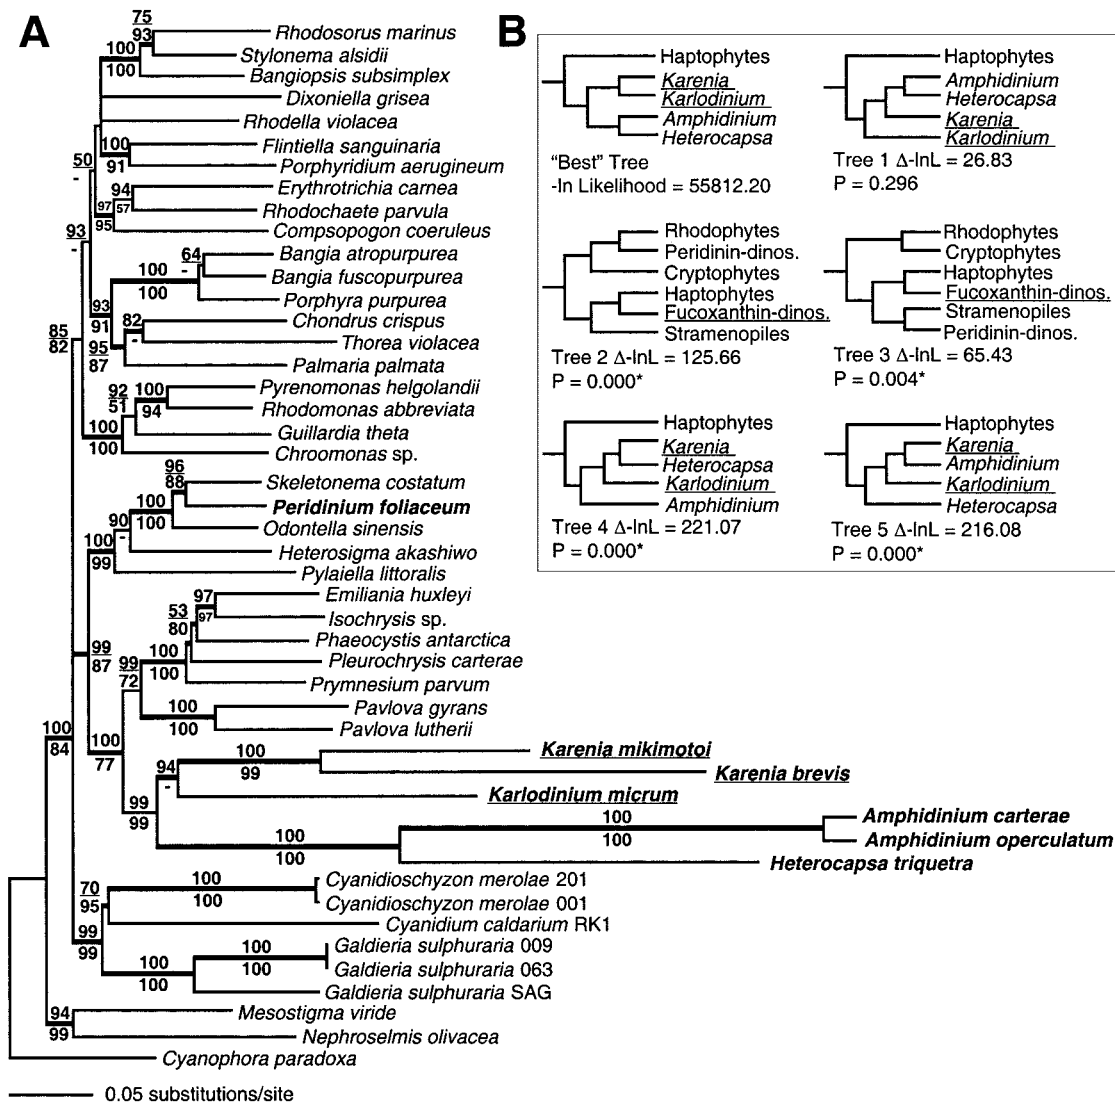 A
75
93
Rhodosorus marinus
100
Stylonema alsidii
100
Bangiopsis subsimplex
Dixoniella grisea
Rhodella violacea
100
Flintiella sanguinaria
50
-
91
Porphyridium aerugineum
94
Erythrotrichia carnea
97
57
Rhodochaete parvula
95
Compsopogon coeruleus
93
-
64
-
Bangia atropurpurea
100
100
Bangia fuscopurpurea
Porphyra purpurea
93
91
82
-
Chondrus crispus
Thorea violacea
85
82
95
87
Palmaria palmata
92
51
100
94
Pyrenomonas helgolandii
Rhodomonas abbreviata
100
100
Guillardia theta
Chroomonas sp.
96
88
Skeletonema costatum
100
100
Peridinium foliaceum
90
-
Odontella sinensis
100
99
Heterosigma akashiwo
Pylaiella littoralis
97
97
Emiliania huxleyi
53
80
Isochrysis sp.
Phaeocystis antarctica
99
87
99
72
100
100
Pleurochrysis carterae
Prymnesium parvum
100
100
Pavlova gyrans
Pavlova lutherii
100
84
100
77
100
99
Karenia mikimotoi
94
-
Karenia brevis
Karlodinium micrum
99
99
100
100
Amphidinium carterae
100
100
Amphidinium operculatum
Heterocapsa triquetra
70
95
100
100
Cyanidioschyzon merolae 201
Cyanidioschyzon merolae 001
Cyanidium caldarium RK1
99
99
100
100
Galdieria sulphuraria 009
Galdieria sulphuraria 063
100
100
Galdieria sulphuraria SAG
94
99
Mesostigma viride
Nephroselmis olivacea
Cyanophora paradoxa
0.05 substitutions/site
B
Haptophytes
Karenia
Karlodinium
Amphidinium
Heterocapsa
"Best" Tree
-ln Likelihood = 55812.20
Haptophytes
Amphidinium
Heterocapsa
Karenia
Karlodinium
Tree 1 Δ-lnL = 26.83
P = 0.296
Rhodophytes
Peridinin-dinos.
Cryptophytes
Haptophytes
Fucoxanthin-dinos.
Stramenopiles
Tree 2 Δ-lnL = 125.66
P = 0.000*
Rhodophytes
Cryptophytes
Haptophytes
Fucoxanthin-dinos.
Stramenopiles
Peridinin-dinos.
Tree 3 Δ-lnL = 65.43
P = 0.004*
Haptophytes
Karenia
Heterocapsa
Karlodinium
Amphidinium
Tree 4 Δ-lnL = 221.07
P = 0.000*
Haptophytes
Karenia
Amphidinium
Karlodinium
Heterocapsa
Tree 5 Δ-lnL = 216.08
P = 0.000*